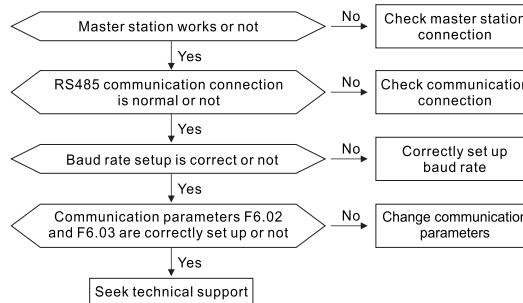 Master station works or not
No
Check master station
connection
Yes
RS485 communication connection
is normal or not
No
Check communication
connection
Yes
Baud rate setup is correct or not
No
Correctly set up
baud rate
Yes
Communication parameters F6.02
and F6.03 are correctly set up or not
No
Change communication
parameters
Yes
Seek technical support